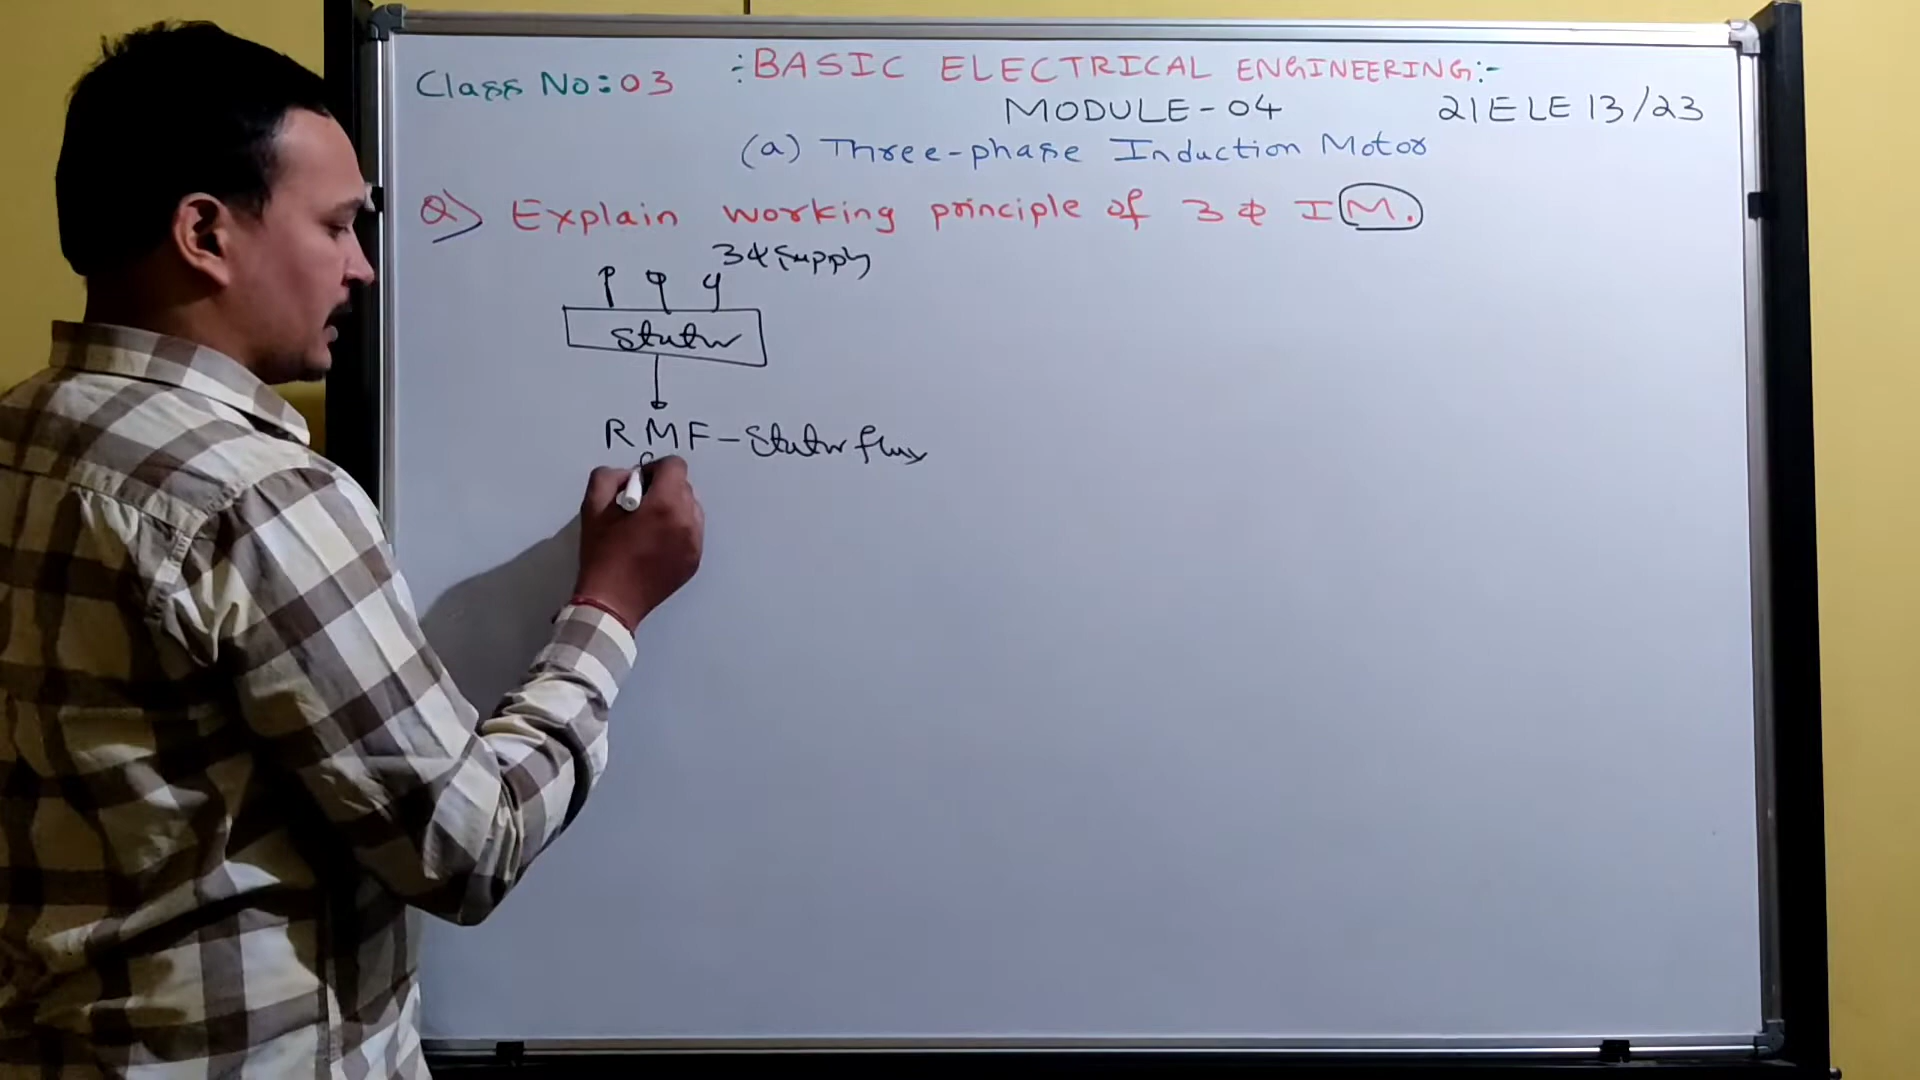 :BASIC ELECTRICAL ENGINEERING:-
Class No:03
MODULE-04 21ELE13/23
(a) Three-phase Induction Motor
Q) Explain working principle of 3ϕ IM.
3ϕ supply
Stator
RMF-Stator flux